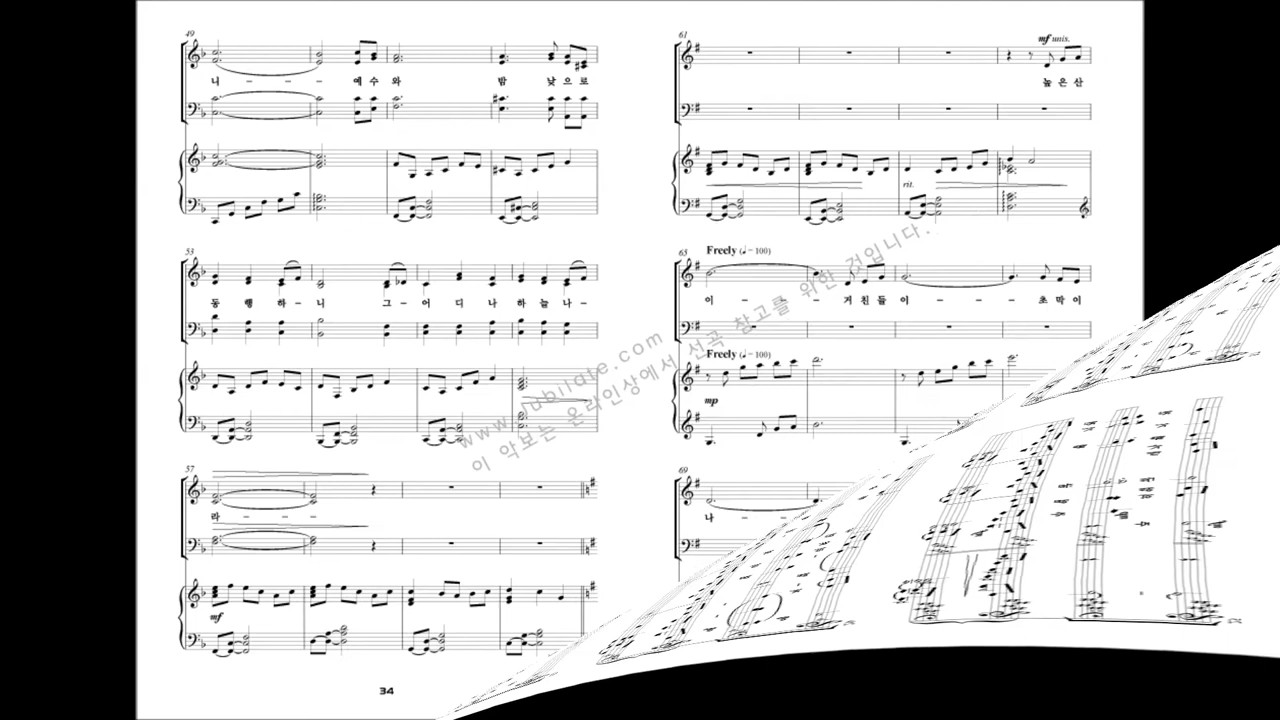 49
니 - - - 예 수 와 밤 낮 으 로
53
동 행 하 - 니 그 - 어 디 나 하 늘 나 -
57
라 - - -
mf
34
61
mf unis.
높 은 산
rit.
65
Freely (♩=100)
이 - - - 거 친 들 이 - - - 초 막 이
Freely (♩=100)
mp
69
나 -
www.jubilate.com
이 악보는 온라인상에서 선곡 참고를 위한 것입니다.